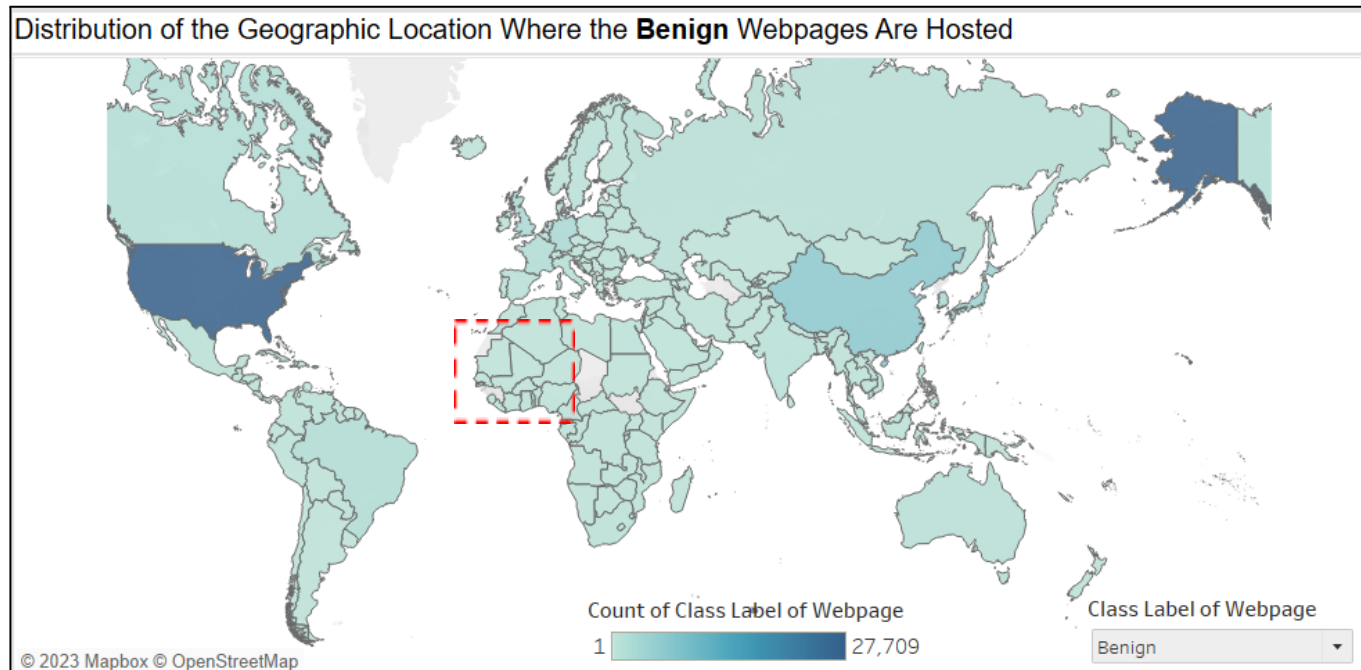 Distribution of the Geographic Location Where the Benign Webpages Are Hosted
Count of Class Label of Webpage
1 27,709
Class Label of Webpage
Benign
© 2023 Mapbox © OpenStreetMap